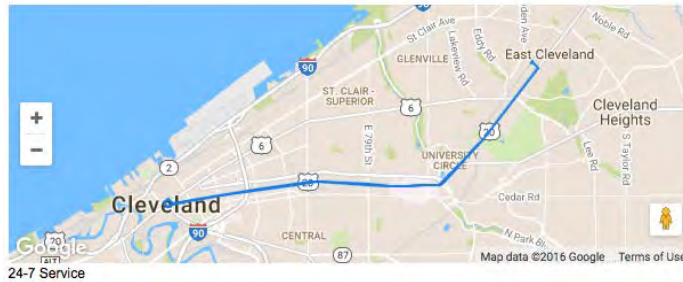 90
St Clair Ave
Eddy Rd
Lakeview Rd
Noble Rd
East Cleveland
GLENVILLE
ST. CLAIR -
SUPERIOR
6
6
Cleveland
Heights
20
E 79th St
UNIVERSITY
CIRCLE
Lee Rd
S Taylor Rd
+
−
2
20
Cedar Rd
Cleveland
90
CENTRAL
20
ALT
87
Google
Map data ©2016 Google
Terms of Use
24-7 Service